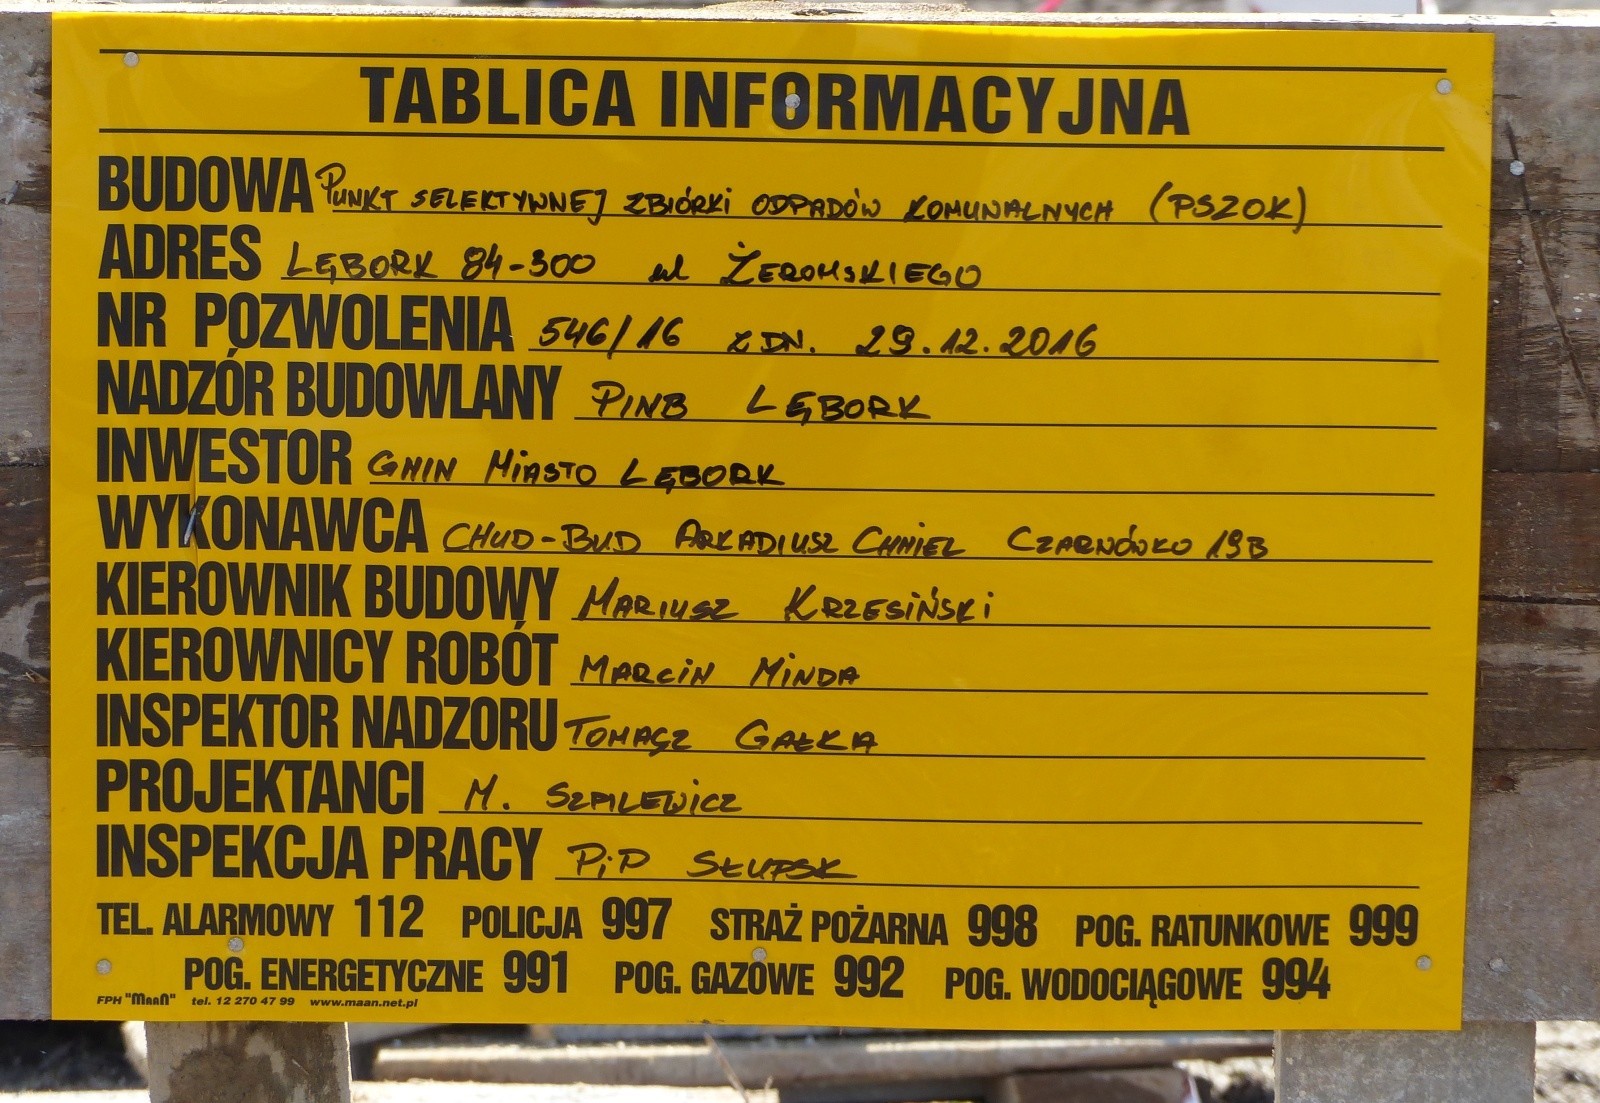 TABLICA INFORMACYJNA
BUDOWA PUNKT SELEKTYWNEJ ZBIÓRKI ODPADÓW KOMUNALNYCH (PSZOK)
ADRES LĘBORK 84-300 ul ŻEROMSKIEGO
NR POZWOLENIA 546/16 Z DN. 29.12.2016
NADZÓR BUDOWLANY PINB LĘBORK
INWESTOR GMIN MIASTO LĘBORK
WYKONAWCA CHUD-BUD ARKADIUSZ CHMIEL CZARNÓWKO 19B
KIEROWNIK BUDOWY MARIUSZ KRZESIŃSKI
KIEROWNICY ROBÓT MARCIN MINDA
INSPEKTOR NADZORU TOMASZ GAŁKA
PROJEKTANCI M. SZPILEWICZ
INSPEKCJA PRACY PiP SŁUPSK
TEL. ALARMOWY 112 POLICJA 997 STRAŻ POŻARNA 998 POG. RATUNKOWE 999
POG. ENERGETYCZNE 991 POG. GAZOWE 992 POG. WODOCIĄGOWE 994
FPH "MAAN" tel. 12 270 47 99 www.maan.net.pl